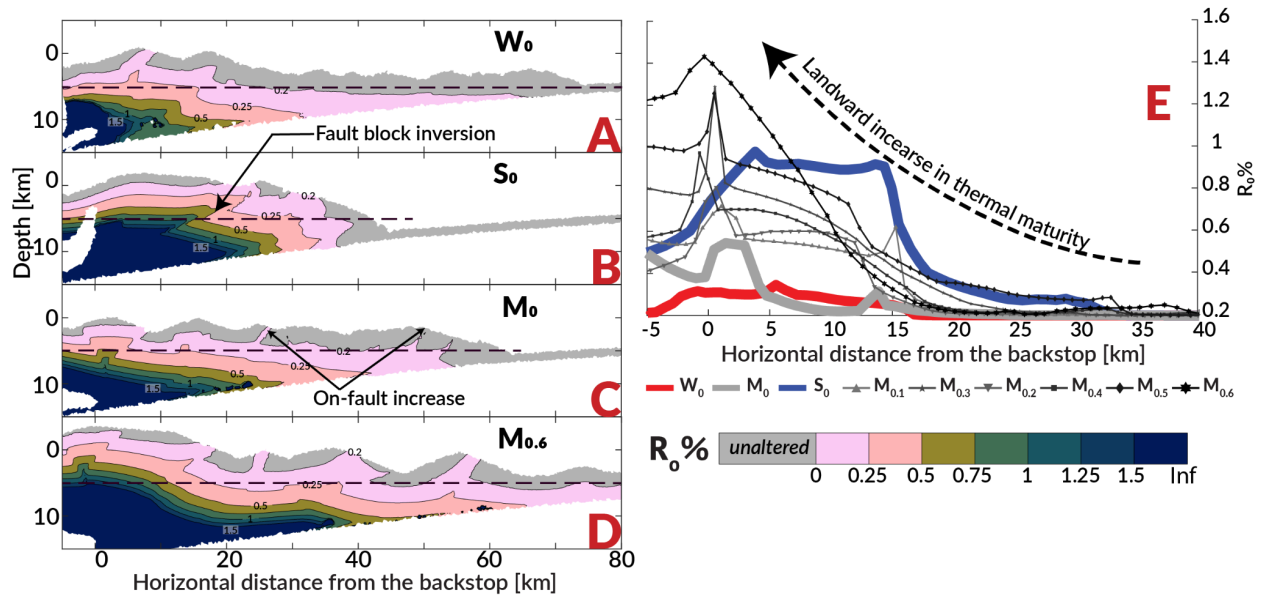 W₀
0
10
1.5
1
0.5
0.25
0.2
A
Fault block inversion
S₀
0
10
1.5
1
0.5
0.25
0.2
B
Depth [km]
M₀
0
10
1.5
1
0.5
0.25
0.2
On-fault increase
C
M₀.₆
0
10
1.5
1
0.5
0.25
0.2
D
0 20 40 60 80
Horizontal distance from the backstop [km]
E
Landward incearse in thermal maturity
1.6
1.4
1.2
1
0.8
0.6
0.4
0.2
R₀%
-5 0 5 10 15 20 25 30 35 40
Horizontal distance from the backstop [km]
W₀ M₀ S₀ M₀.₁ M₀.₃ M₀.₂ M₀.₄ M₀.₅ M₀.₆
R₀% unaltered
0 0.25 0.5 0.75 1 1.25 1.5 Inf